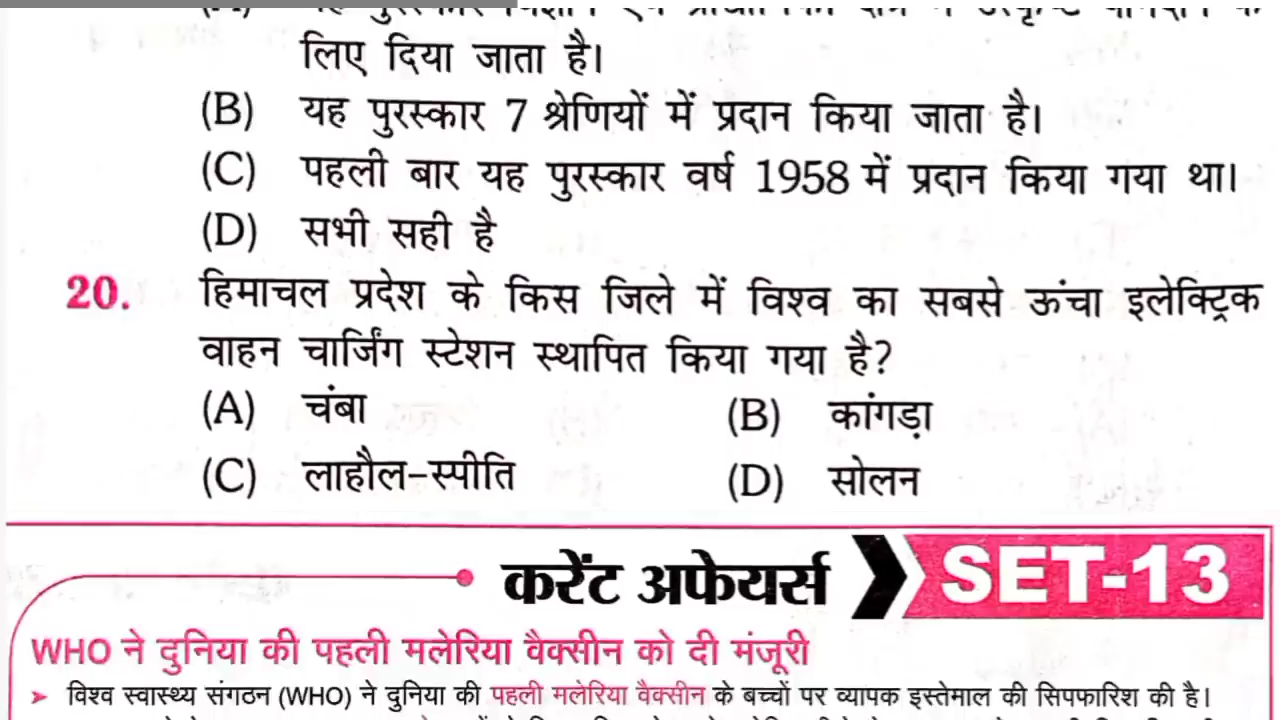 लिए दिया जाता है।
(B) यह पुरस्कार 7 श्रेणियों में प्रदान किया जाता है।
(C) पहली बार यह पुरस्कार वर्ष 1958 में प्रदान किया गया था।
(D) सभी सही है
20. हिमाचल प्रदेश के किस जिले में विश्व का सबसे ऊंचा इलेक्ट्रिक
वाहन चार्जिंग स्टेशन स्थापित किया गया है?
(A) चंबा (B) कांगड़ा
(C) लाहौल-स्पीति (D) सोलन
करेंट अफेयर्स SET-13
WHO ने दुनिया की पहली मलेरिया वैक्सीन को दी मंजूरी
➤ विश्व स्वास्थ्य संगठन (WHO) ने दुनिया की पहली मलेरिया वैक्सीन के बच्चों पर व्यापक इस्तेमाल की सिपफारिश की है।